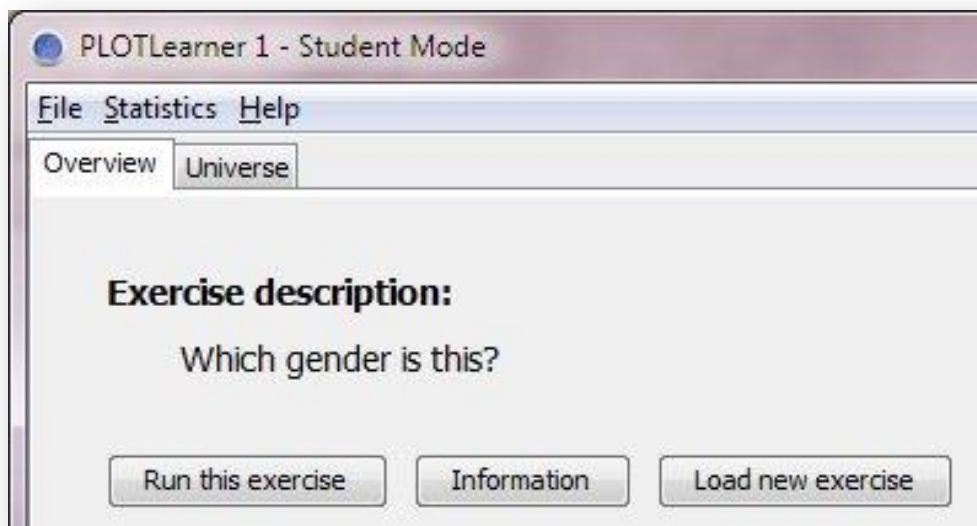 PLOTLearner 1 - Student Mode
File Statistics Help
Overview Universe
Exercise description:
Which gender is this?
Run this exercise Information Load new exercise